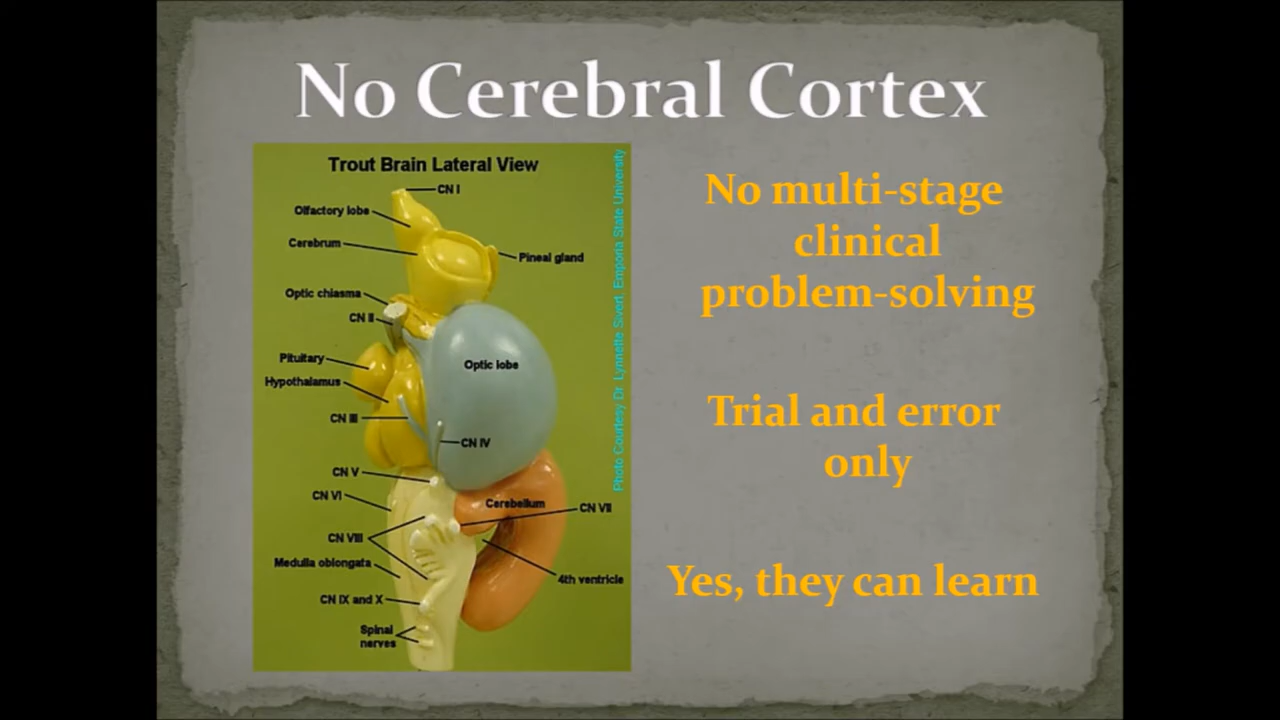 No Cerebral Cortex
Trout Brain Lateral View
CN I
Olfactory lobe
Cerebrum
Pineal gland
Optic chiasma
CN II
Optic lobe
Pituitary
Hypothalamus
CN III
CN IV
CN V
CN VI
Cerebellum
CN VII
CN VIII
Medulla oblongata
4th ventricle
CN IX and X
Spinal
nerves
Photo Courtesy Dr. Lynnette Sievert, Emporia State University
No multi-stage
clinical
problem-solving
Trial and error
only
Yes, they can learn